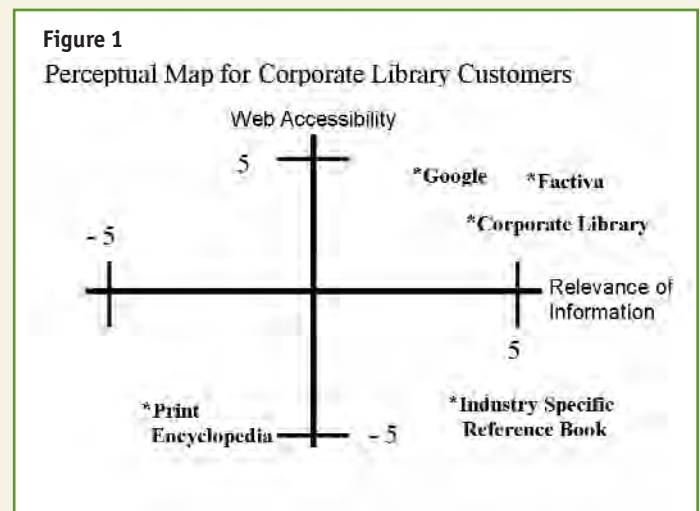 Figure 1
Perceptual Map for Corporate Library Customers
Web Accessibility
5
*Google *Factiva
*Corporate Library
- 5
Relevance of
Information
5
*Print
Encyclopedia
- 5
*Industry Specific
Reference Book